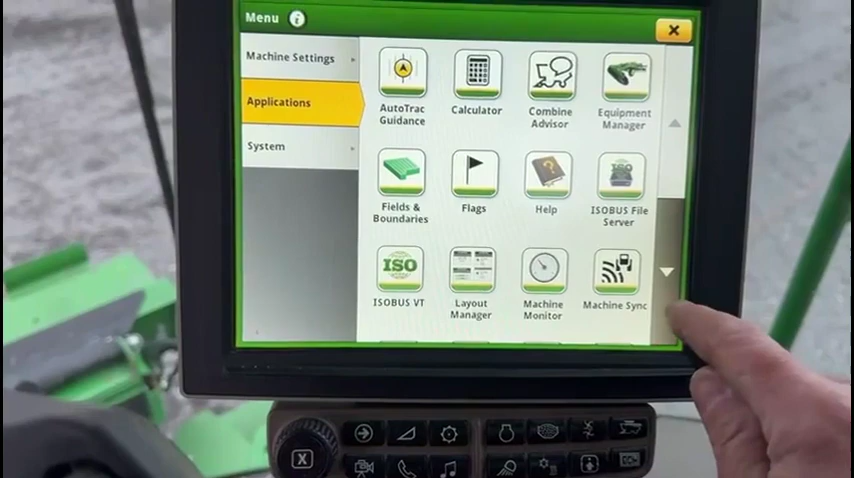 Menu i
Machine Settings
Applications
System
AutoTrac
Guidance
Calculator
Combine
Advisor
Equipment
Manager
Fields &
Boundaries
Flags
?
Help
ISO
ISOBUS File
Server
ISO
ISOBUS VT
Layout
Manager
Machine
Monitor
Machine Sync
X